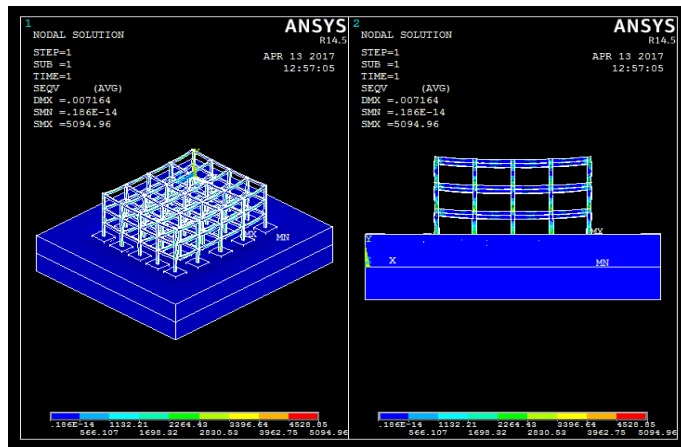 1
NODAL SOLUTION
STEP=1
SUB =1
TIME=1
SEQV (AVG)
DMX =.007164
SMN =.186E-14
SMX =5094.96
ANSYS
R14.5
APR 13 2017
12:57:05
Y
MX
MN
.186E-14 1132.21 2264.43 3396.64 4528.85
566.107 1698.32 2830.53 3962.75 5094.96
2
NODAL SOLUTION
STEP=1
SUB =1
TIME=1
SEQV (AVG)
DMX =.007164
SMN =.186E-14
SMX =5094.96
ANSYS
R14.5
APR 13 2017
12:57:05
MX
Y
X
MN
.186E-14 1132.21 2264.43 3396.64 4528.85
566.107 1698.32 2830.53 3962.75 5094.96